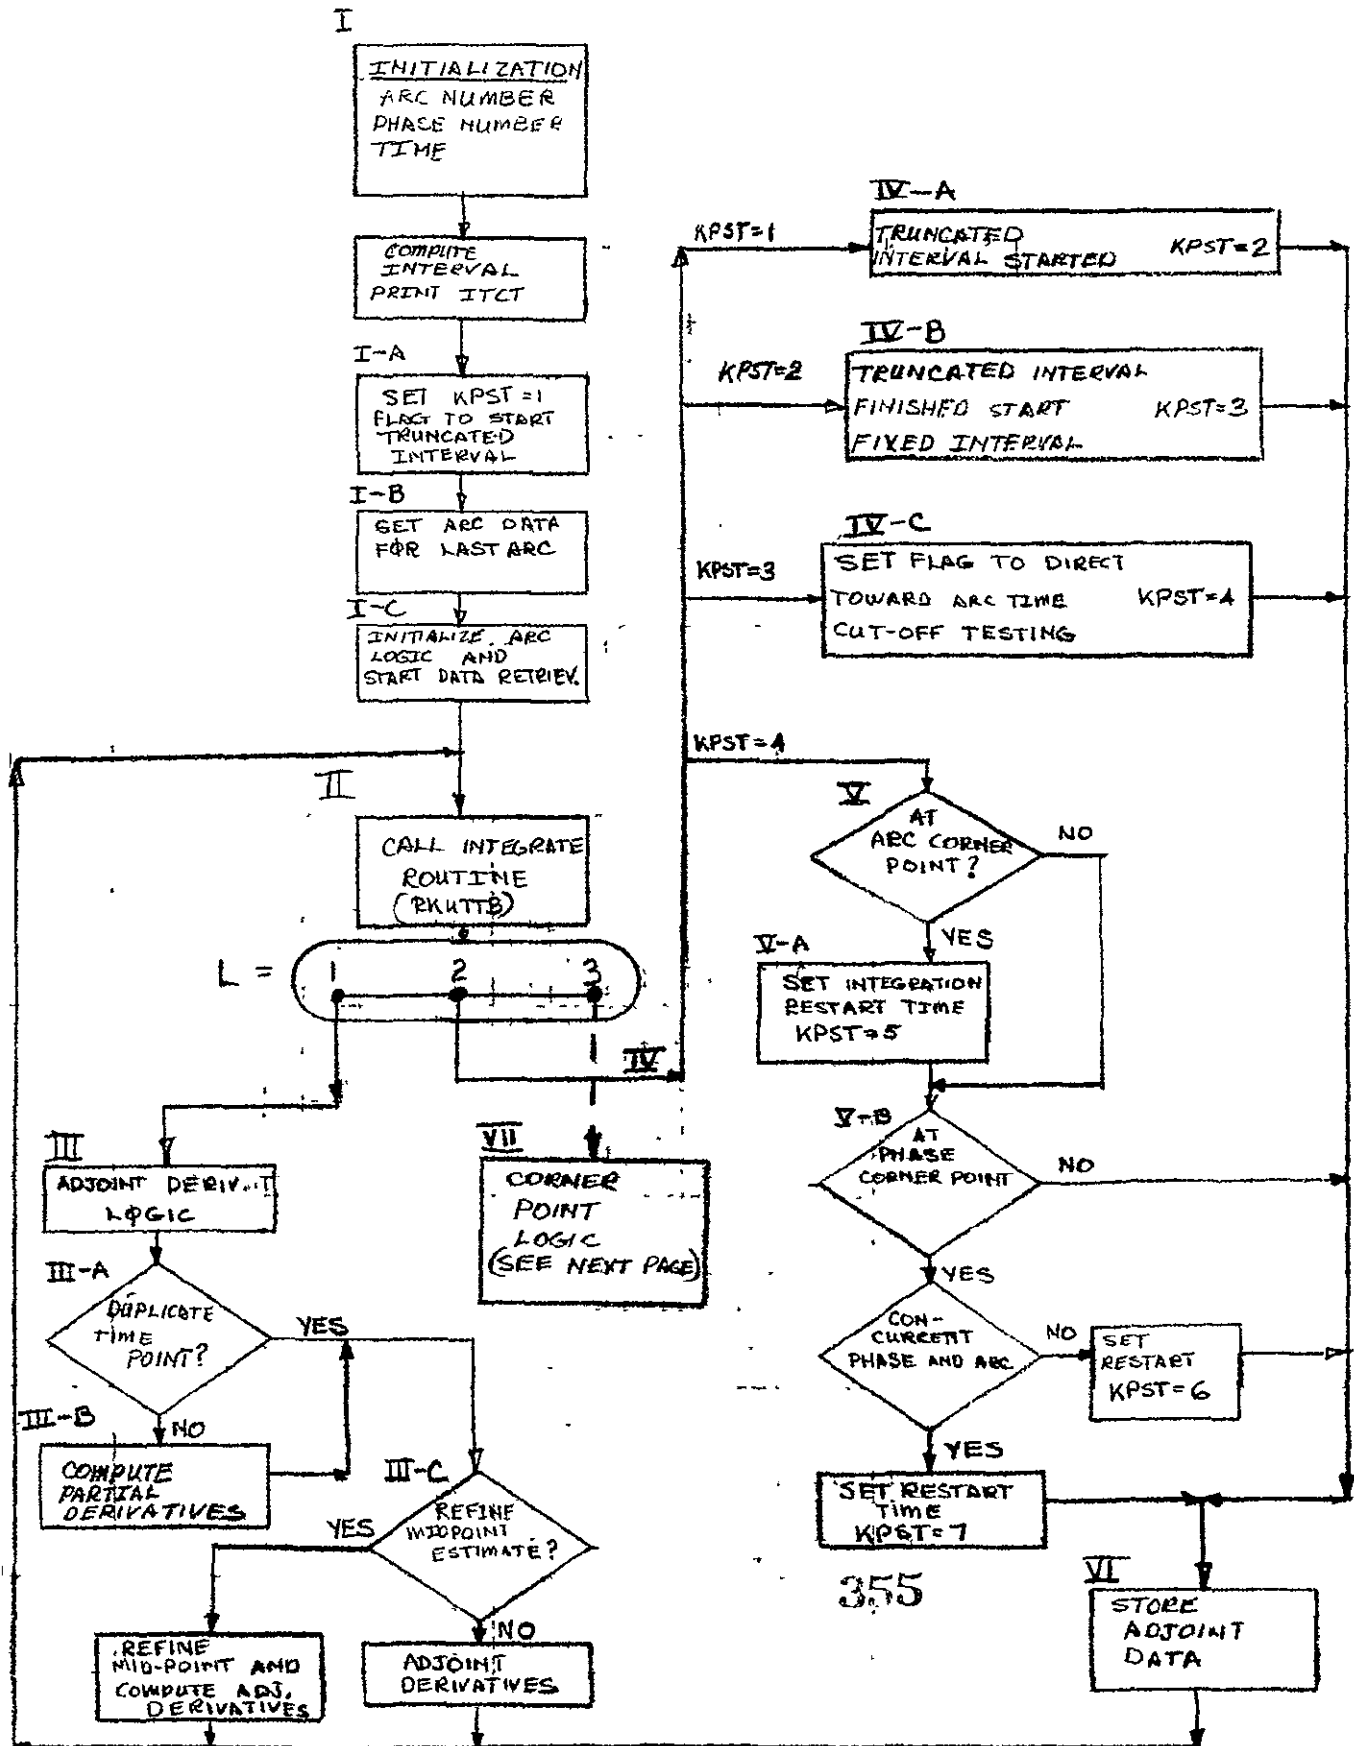 I
INITIALIZATION
ARC NUMBER
PHASE NUMBER
TIME
COMPUTE
INTERVAL
PRINT ITCT
I-A
SET KPST=1
FLAG TO START
TRUNCATED
INTERVAL
I-B
SET ARC DATA
FØR LAST ARC
I-C
INITIALIZE ARC
LOGIC AND
START DATA RETRIEV.
II
CALL INTEGRATE
ROUTINE
(RKUTTB)
L =
1
2
3
IV
KPST=1
IV-A
TRUNCATED
INTERVAL STARTED
KPST=2
KPST=2
IV-B
TRUNCATED INTERVAL
FINISHED START
KPST=3
FIXED INTERVAL
KPST=3
IV-C
SET FLAG TO DIRECT
TOWARD ARC TIME
KPST=4
CUT-OFF TESTING
KPST=4
V
AT
ARC CORNER
POINT?
NO
YES
V-A
SET INTEGRATION
RESTART TIME
KPST=5
V-B
AT
PHASE
CORNER POINT
NO
YES
CON-
CURRENT
PHASE AND ARC
NO
SET
RESTART
KPST=6
YES
SET RESTART
TIME
KPST=7
VI
STORE
ADJOINT
DATA
VII
CORNER
POINT
LOGIC
(SEE NEXT PAGE)
III
ADJOINT DERIV..T
LØGIC
III-A
DUPLICATE
TIME
POINT?
YES
NO
III-B
COMPUTE
PARTIAL
DERIVATIVES
III-C
REFINE
MIDPOINT
ESTIMATE?
YES
NO
REFINE
MID-POINT AND
COMPUTE ADJ.
DERIVATIVES
ADJOINT
DERIVATIVES
355